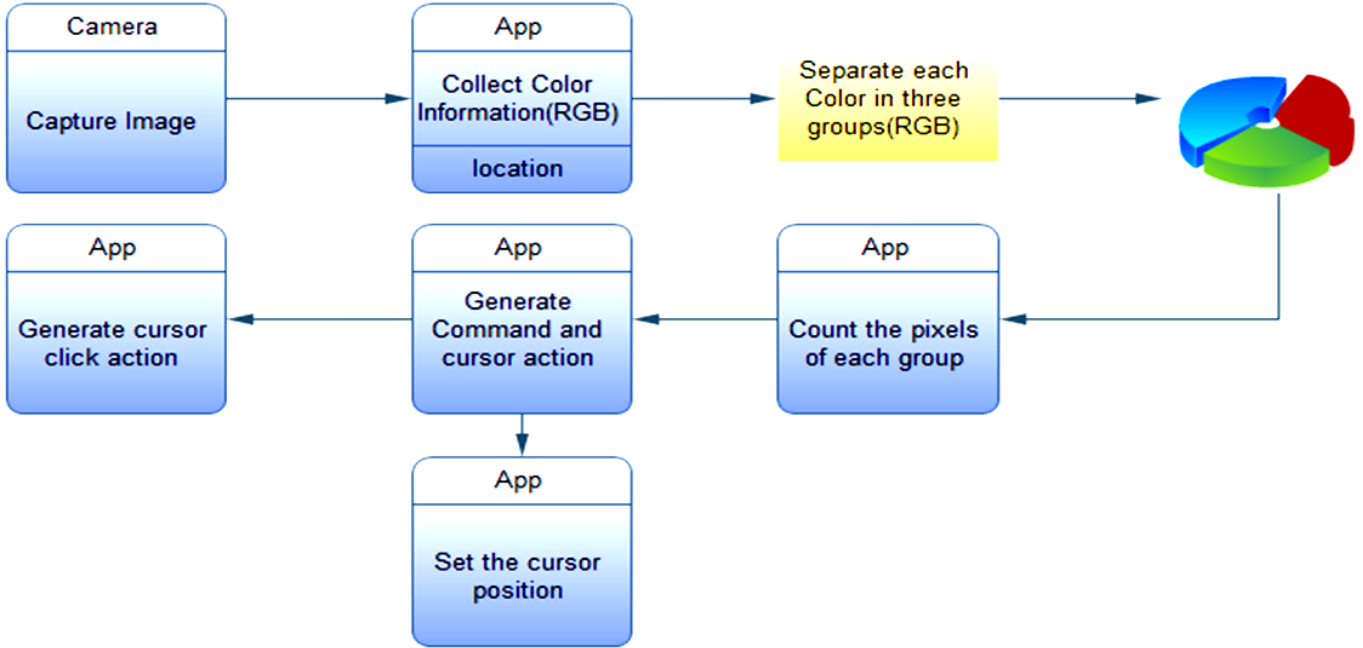 Camera
Capture Image
App
Collect Color
Information(RGB)
location
Separate each
Color in three
groups(RGB)
App
Generate cursor
click action
App
Generate
Command and
cursor action
App
Count the pixels
of each group
App
Set the cursor
position